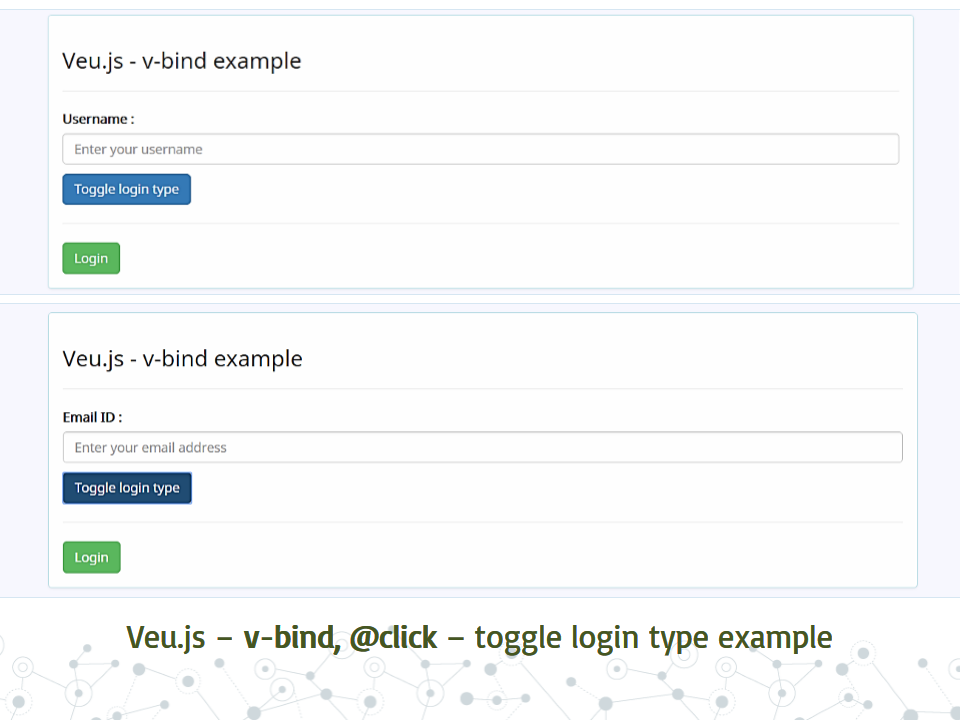 Veu.js - v-bind example
Username :
Enter your username
Toggle login type
Login
Veu.js - v-bind example
Email ID :
Enter your email address
Toggle login type
Login
Veu.js – v-bind, @click – toggle login type example